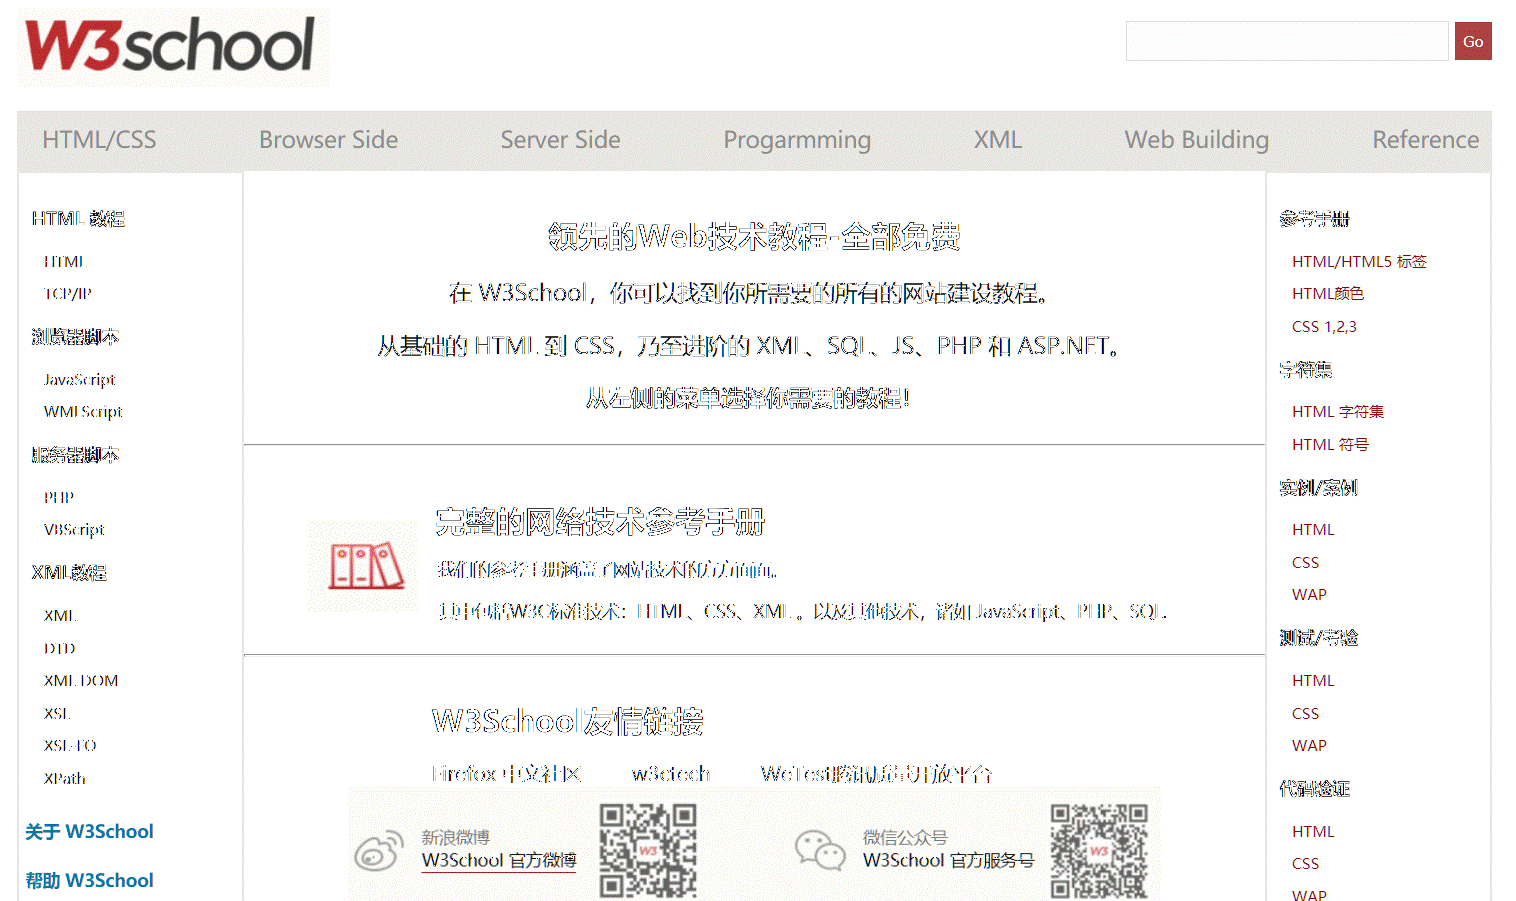 W3school
Go
HTML/CSS
Browser Side
Server Side
Progarmming
XML
Web Building
Reference
HTML 教程
HTML
TCP/IP
浏览器脚本
JavaScript
WMLScript
服务器脚本
PHP
VBScript
XML教程
XML
DTD
XML DOM
XSL
XSL-FO
XPath
关于 W3School
帮助 W3School
领先的Web技术教程-全部免费
在 W3School，你可以找到你所需要的所有的网站建设教程。
从基础的 HTML 到 CSS，乃至进阶的 XML、SQL、JS、PHP 和 ASP.NET。
从左侧的菜单选择你需要的教程！
完整的网络技术参考手册
我们的参考手册涵盖了网站技术的方方面面。
其中包括W3C标准技术：HTML、CSS、XML 。以及其他技术，诸如 JavaScript、PHP、SQL.
W3School友情链接
Firefox 中文社区
w3ctech
WeTest腾讯质量开放平台
新浪微博
W3School 官方微博
W3
微信公众号
W3School 官方服务号
W3
参考手册
HTML/HTML5 标签
HTML颜色
CSS 1,2,3
字符集
HTML 字符集
HTML 符号
实例/案例
HTML
CSS
WAP
测试/考验
HTML
CSS
WAP
代码验证
HTML
CSS
WAP